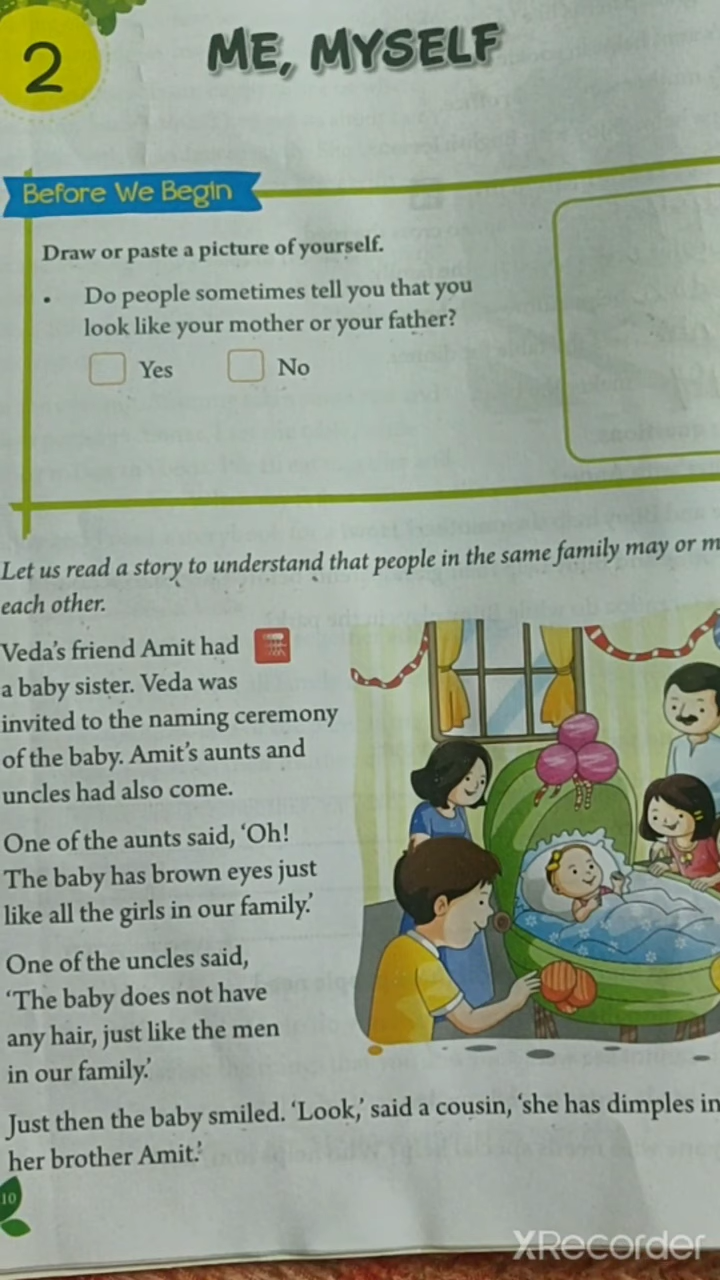 2
ME, MYSELF
Before We Begin
Draw or paste a picture of yourself.
• Do people sometimes tell you that you
look like your mother or your father?
Yes No
Let us read a story to understand that people in the same family may or m
each other.
Veda's friend Amit had
a baby sister. Veda was
invited to the naming ceremony
of the baby. Amit's aunts and
uncles had also come.
One of the aunts said, 'Oh!
The baby has brown eyes just
like all the girls in our family.'
One of the uncles said,
'The baby does not have
any hair, just like the men
in our family.'
Just then the baby smiled. 'Look,' said a cousin, 'she has dimples in
her brother Amit.'
10
XRecorder